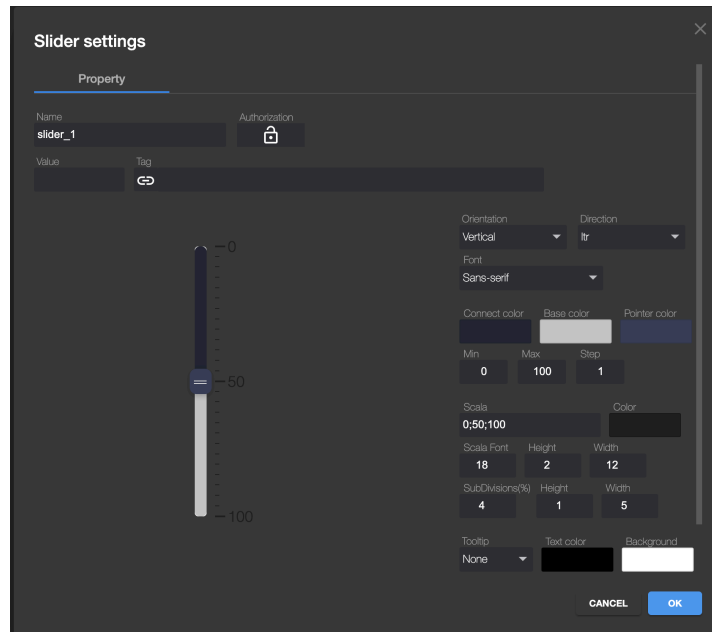 Slider settings
Property
Name
Authorization
slider_1
Value
Tag
Orientation
Direction
Vertical
ltr
Font
Sans-serif
0
50
100
Connect color
Base color
Pointer color
Min
Max
Step
0
100
1
Scala
Color
0;50;100
Scala Font
Height
Width
18
2
12
SubDivisions(%)
Height
Width
4
1
5
Tooltip
Text color
Background
None
CANCEL
OK